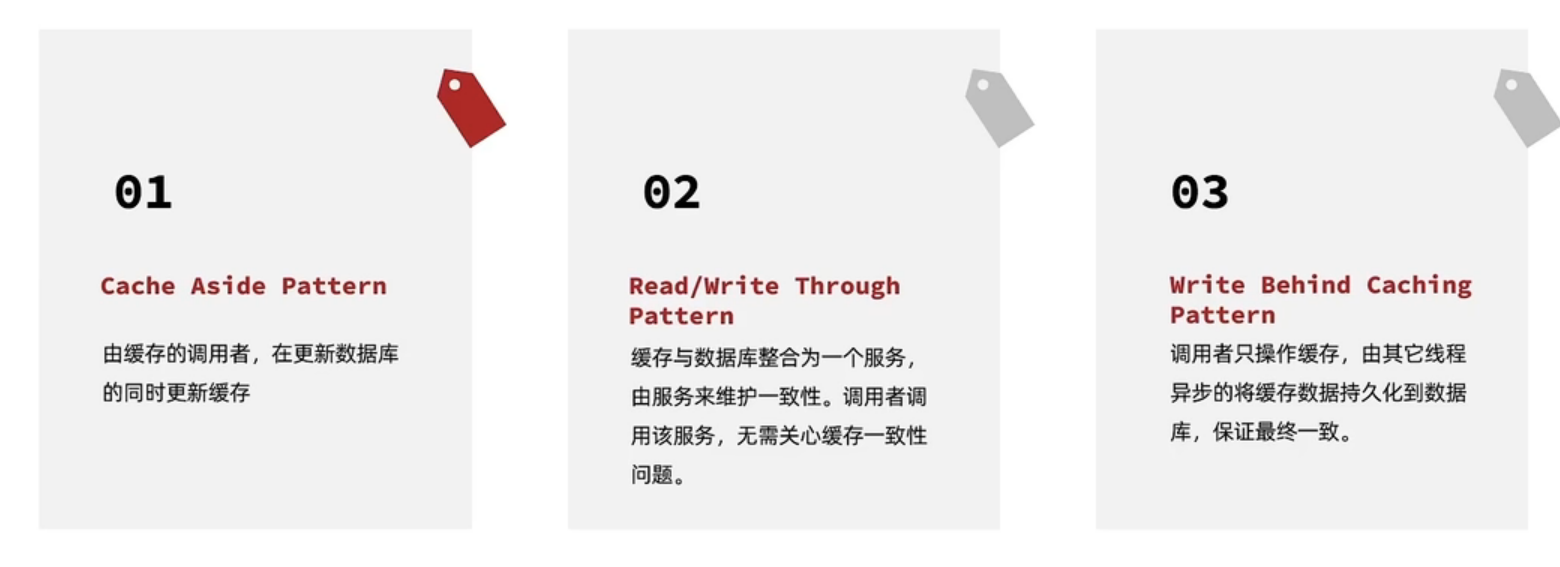 01
Cache Aside Pattern
由缓存的调用者，在更新数据库
的同时更新缓存
02
Read/Write Through
Pattern
缓存与数据库整合为一个服务，
由服务来维护一致性。调用者调
用该服务，无需关心缓存一致性
问题。
03
Write Behind Caching
Pattern
调用者只操作缓存，由其它线程
异步的将缓存数据持久化到数据
库，保证最终一致。